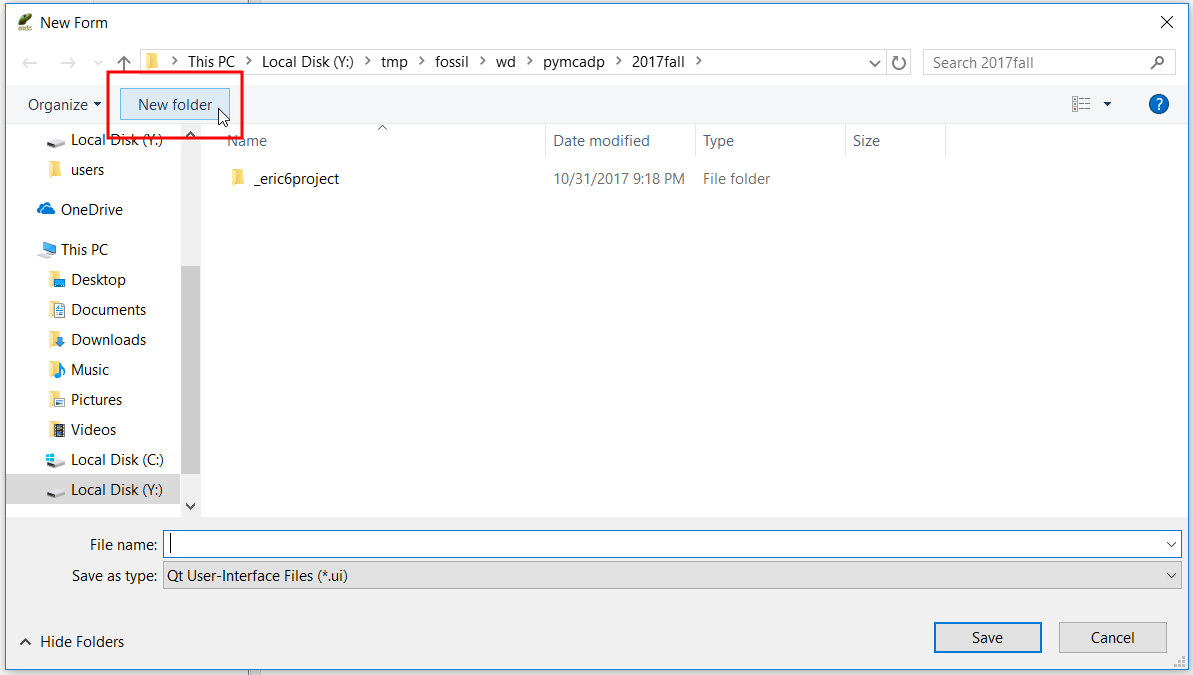 New Form
This PC > Local Disk (Y:) > tmp > fossil > wd > pymcadp > 2017fall >
Search 2017fall
Organize
New folder
?
Name
Date modified
Type
Size
Local Disk (Y:)
users
OneDrive
This PC
Desktop
Documents
Downloads
Music
Pictures
Videos
Local Disk (C:)
Local Disk (Y:)
_eric6project
10/31/2017 9:18 PM
File folder
File name:
Save as type:
Qt User-Interface Files (*.ui)
Hide Folders
Save
Cancel